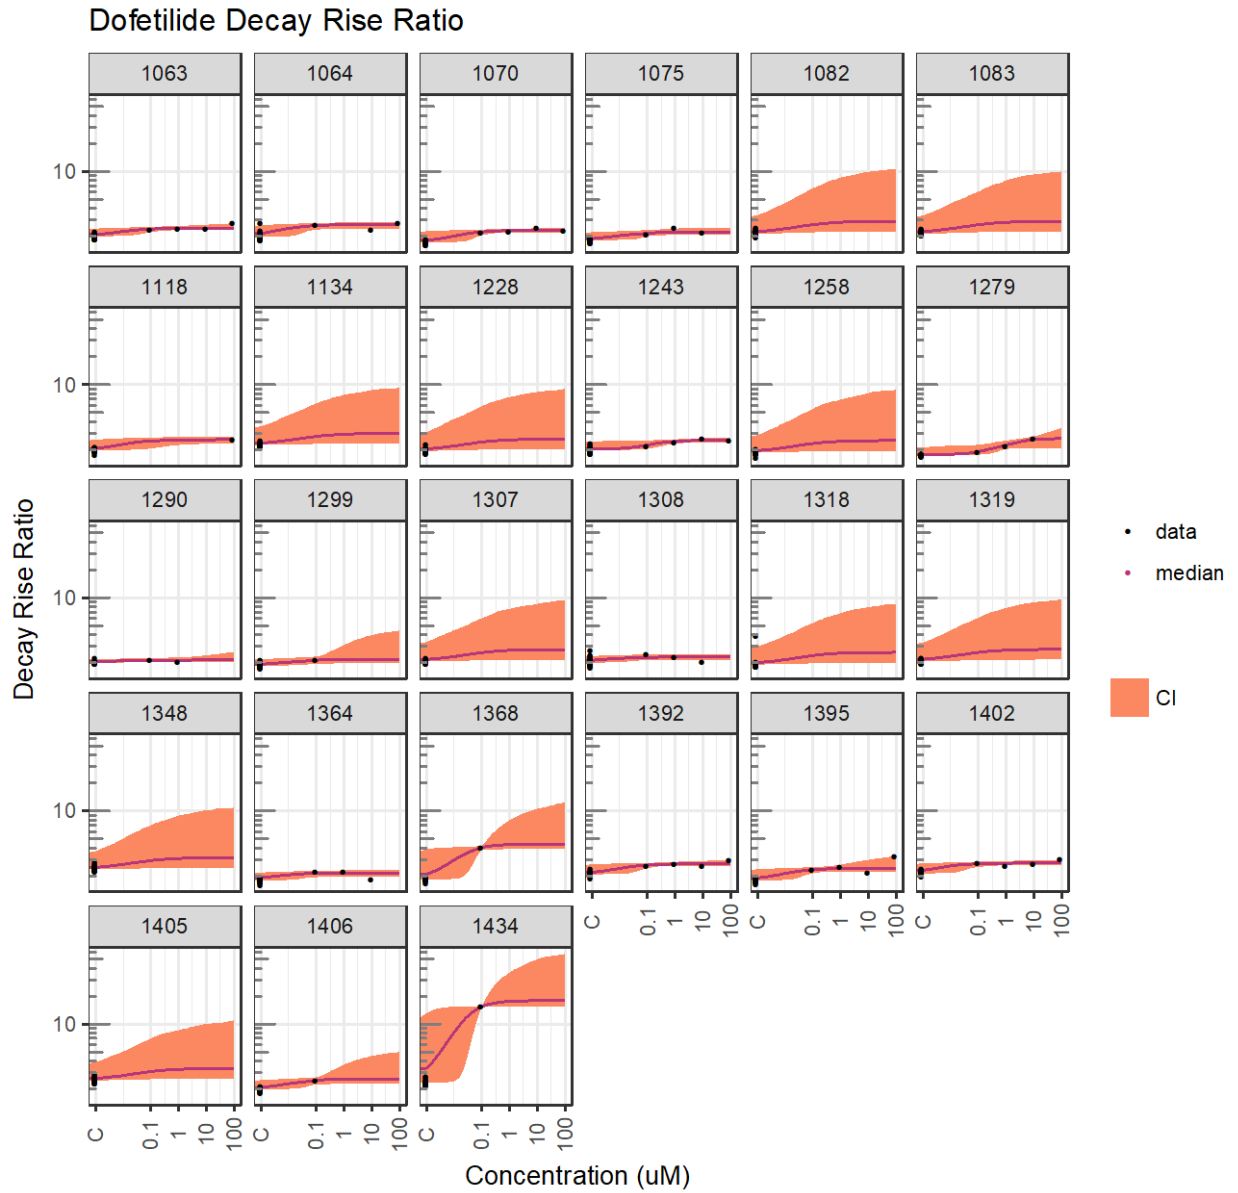 Dofetilide Decay Rise Ratio
1063 1064 1070 1075 1082 1083
10
1118 1134 1228 1243 1258 1279
10
1290 1299 1307 1308 1318 1319
10
1348 1364 1368 1392 1395 1402
10
C 0.1 1 10 100 C 0.1 1 10 100 C 0.1 1 10 100
1405 1406 1434
10
C 0.1 1 10 100 C 0.1 1 10 100 C 0.1 1 10 100
Concentration (uM)
Decay Rise Ratio
data
median
CI